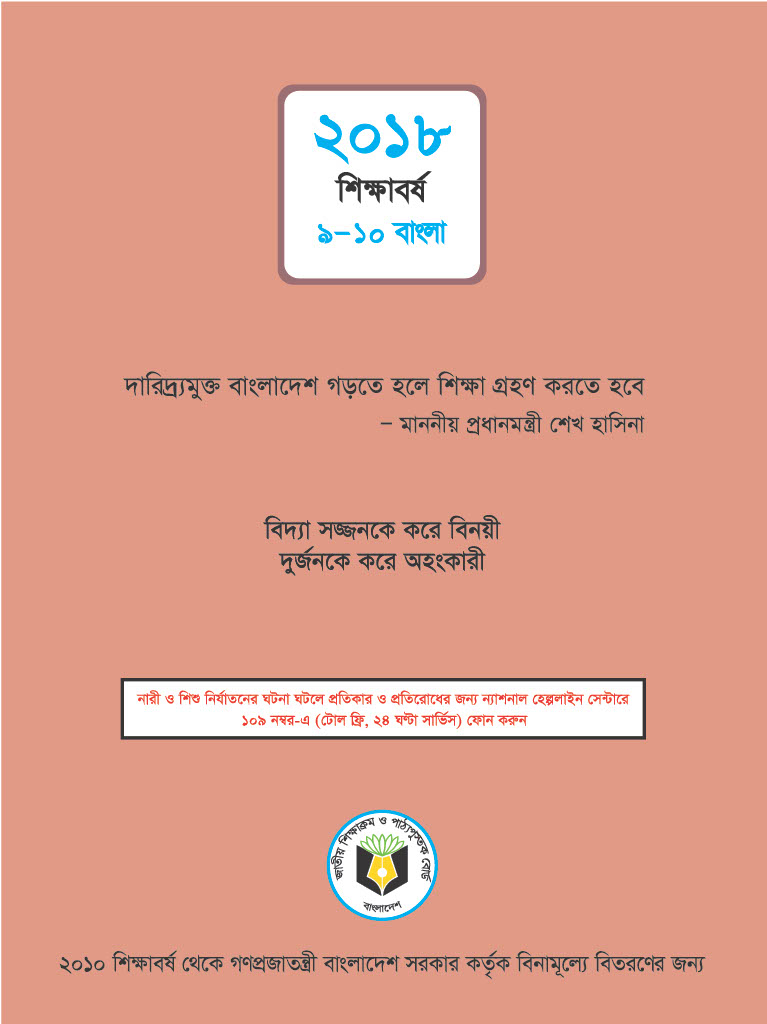 ২০১৮
শিক্ষাবর্ষ
৯–১০ বাংলা
দারিদ্র্যমুক্ত বাংলাদেশ গড়তে হলে শিক্ষা গ্রহণ করতে হবে
– মাননীয় প্রধানমন্ত্রী শেখ হাসিনা
বিদ্যা সজ্জনকে করে বিনয়ী
দুর্জনকে করে অহংকারী
নারী ও শিশু নির্যাতনের ঘটনা ঘটলে প্রতিকার ও প্রতিরোধের জন্য ন্যাশনাল হেল্পলাইন সেন্টারে
১০৯ নম্বর-এ (টোল ফ্রি, ২৪ ঘণ্টা সার্ভিস) ফোন করুন
জাতীয় শিক্ষাক্রম ও পাঠ্যপুস্তক বোর্ড
বাংলাদেশ
২০১০ শিক্ষাবর্ষ থেকে গণপ্রজাতন্ত্রী বাংলাদেশ সরকার কর্তৃক বিনামূল্যে বিতরণের জন্য